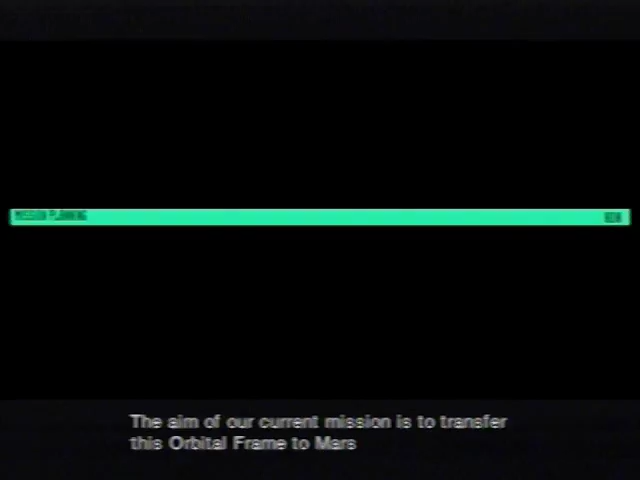 MISSION PLANNING
The aim of our current mission is to transfer
this Orbital Frame to Mars